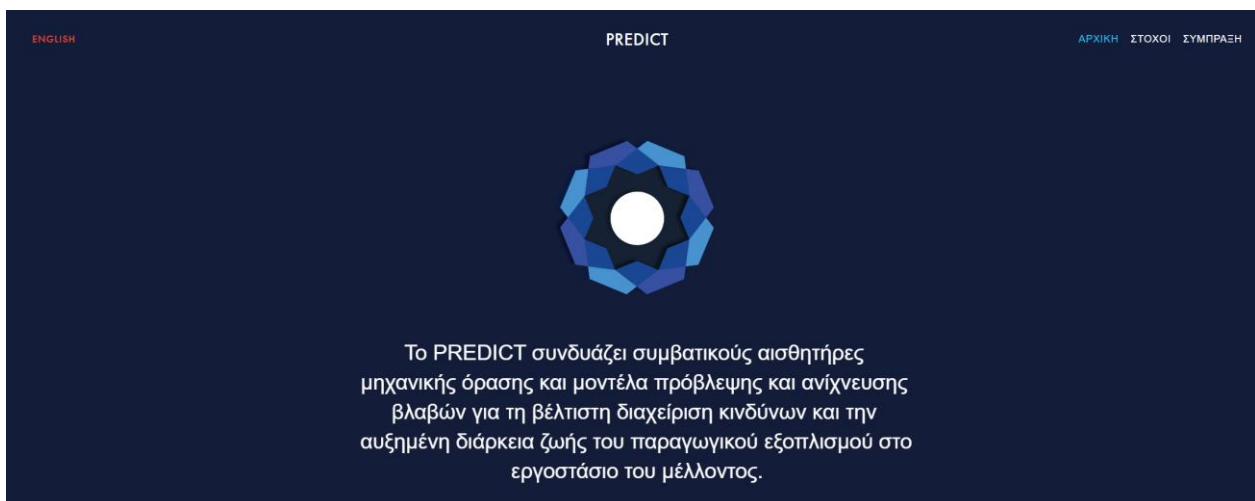 ENGLISH
PREDICT
ΑΡΧΙΚΗ ΣΤΟΧΟΙ ΣΥΜΠΡΑΞΗ
Το PREDICT συνδυάζει συμβατικούς αισθητήρες
μηχανικής όρασης και μοντέλα πρόβλεψης και ανίχνευσης
βλαβών για τη βέλτιστη διαχείριση κινδύνων και την
αυξημένη διάρκεια ζωής του παραγωγικού εξοπλισμού στο
εργοστάσιο του μέλλοντος.